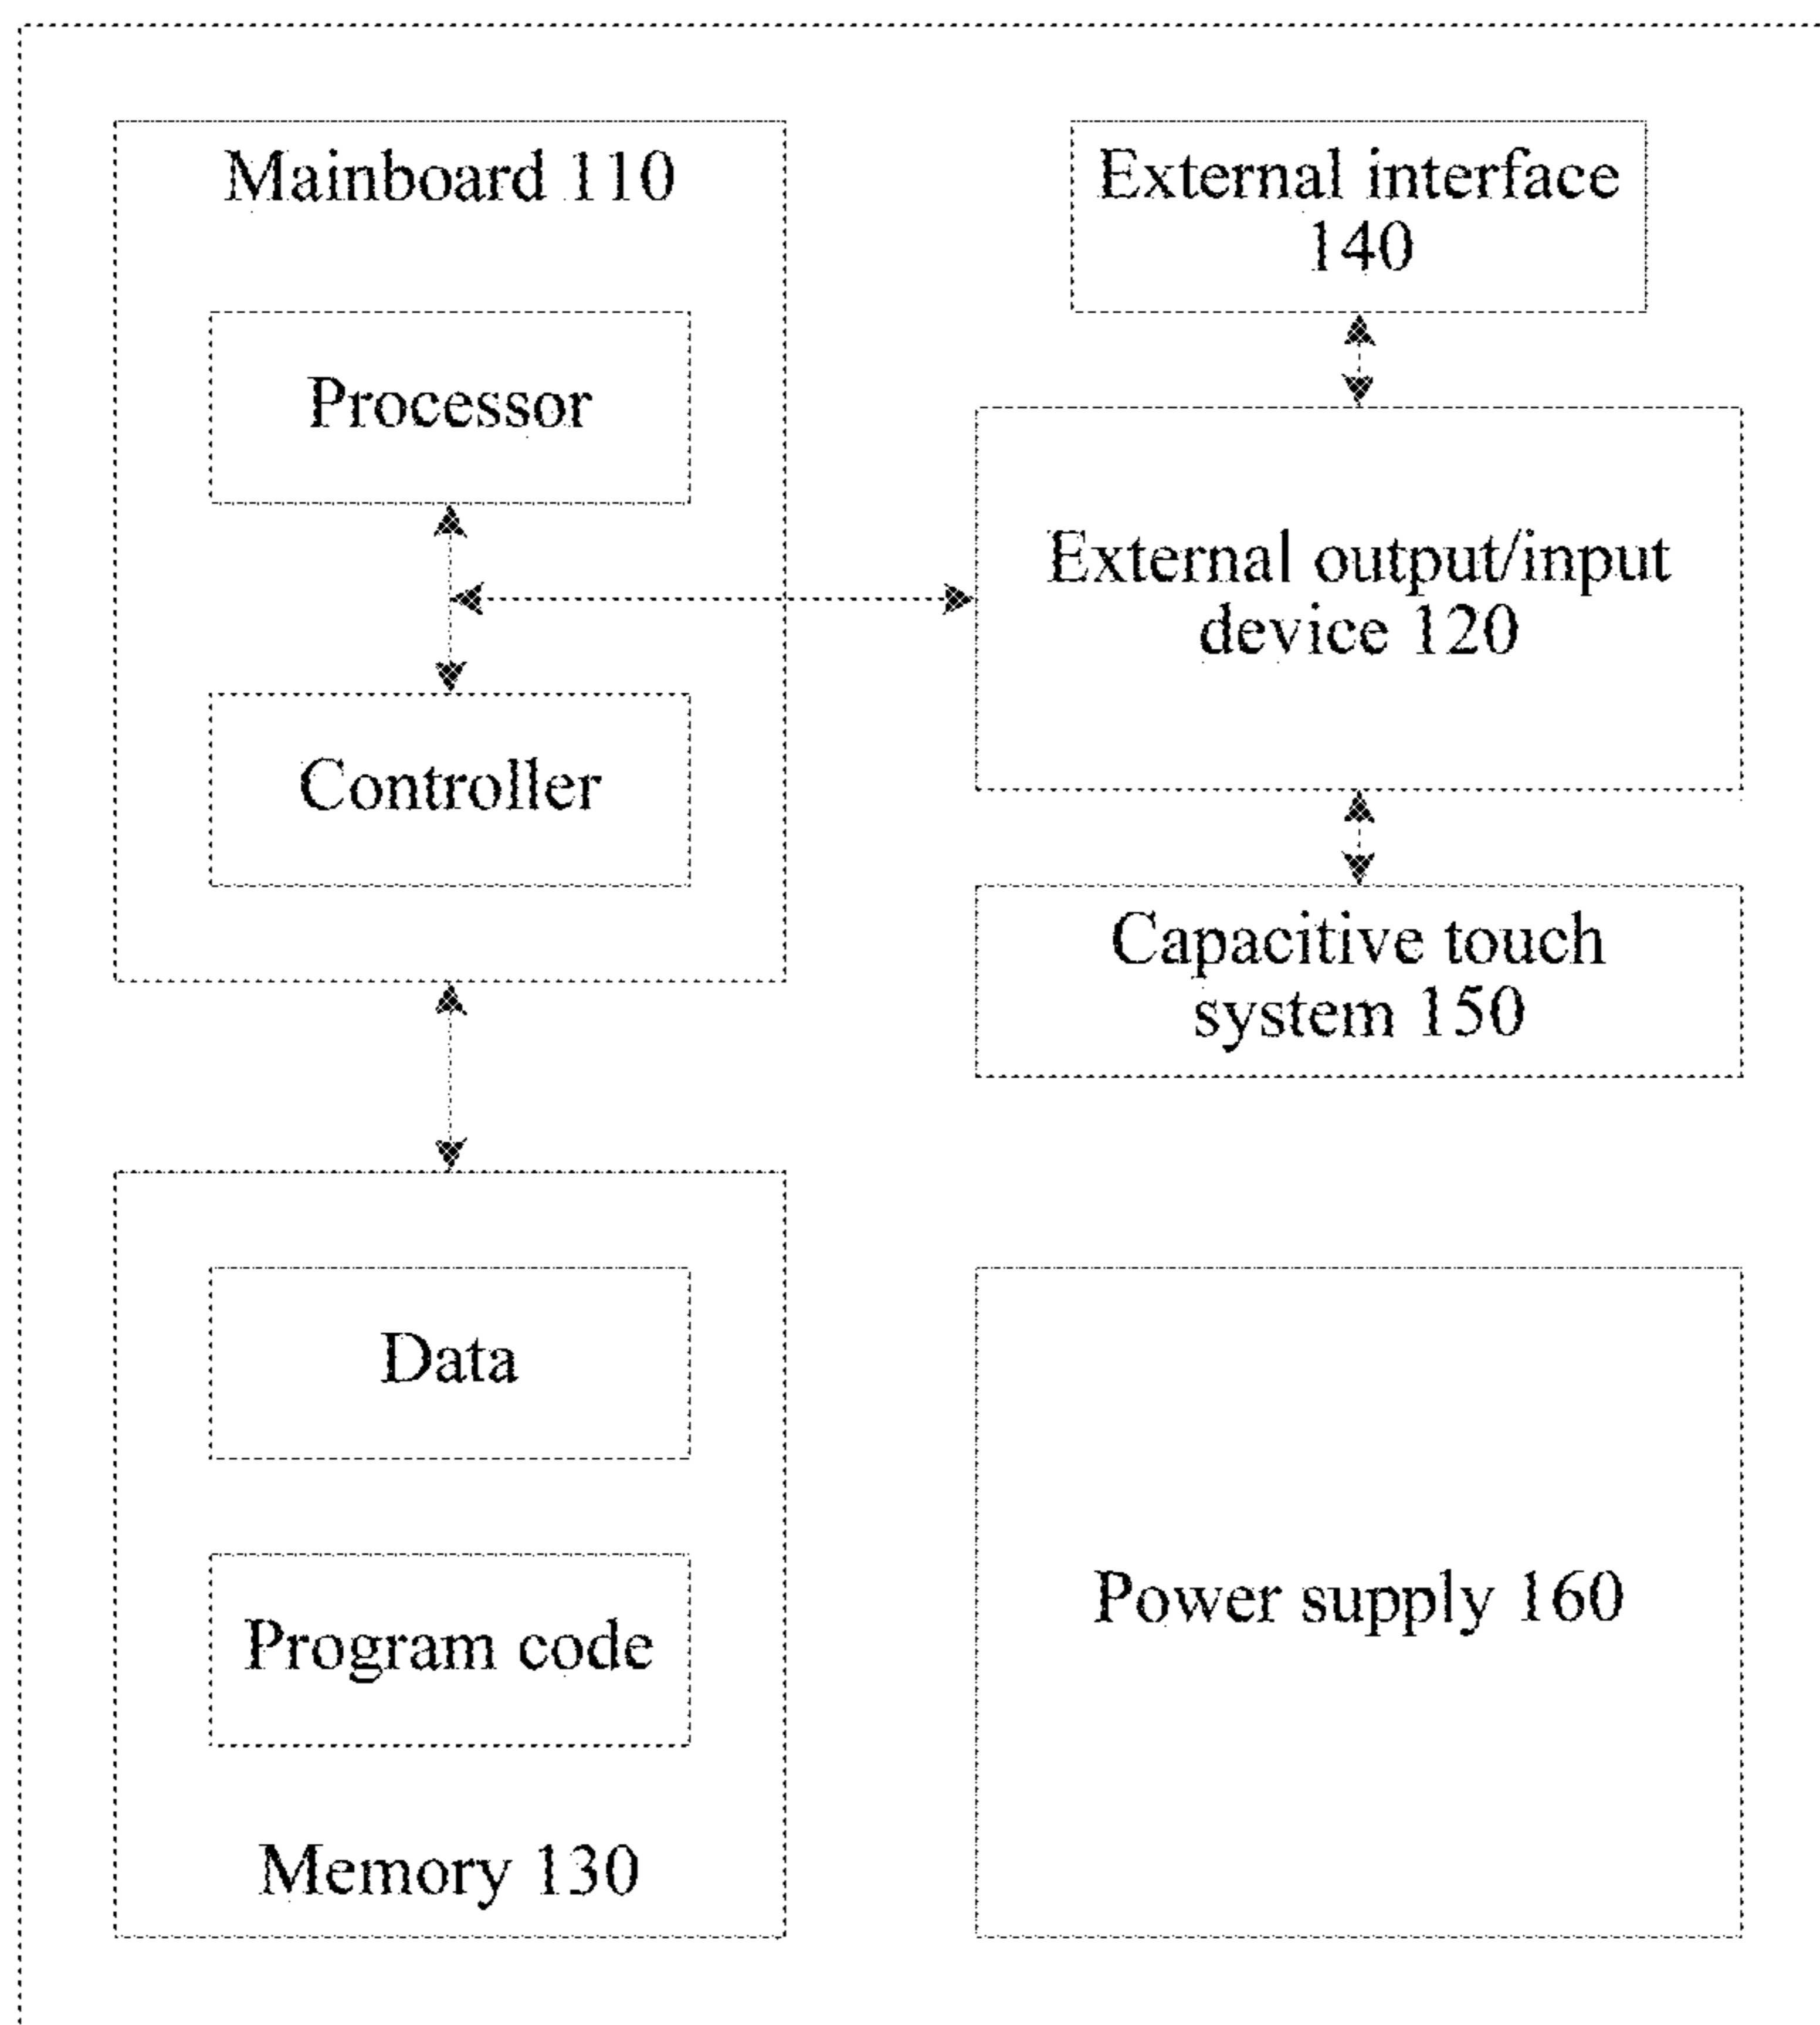 Mainboard 110
Processor
Controller
External interface
140
External output/input
device 120
Capacitive touch
system 150
Data
Program code
Memory 130
Power supply 160